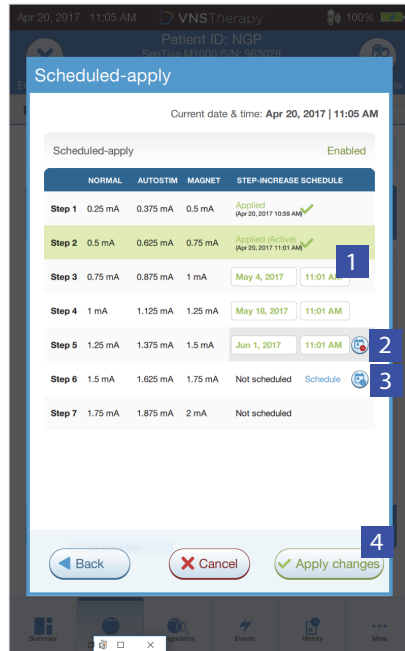 Apr 20, 2017 11:05 AM VNSTherapy 100%
Patient ID: NGP
SenTiva M1000 S/N: 963028
Scheduled-apply
Current date & time: Apr 20, 2017 | 11:05 AM
Scheduled-apply Enabled
NORMAL AUTOSTIM MAGNET STEP-INCREASE SCHEDULE
Step 1 0.25 mA 0.375 mA 0.5 mA Applied
(Apr 20, 2017 10:59 AM)
Step 2 0.5 mA 0.625 mA 0.75 mA Applied (Active)
(Apr 20, 2017 11:01 AM)
1
Step 3 0.75 mA 0.875 mA 1 mA May 4, 2017 11:01 AM
Step 4 1 mA 1.125 mA 1.25 mA May 18, 2017 11:01 AM
Step 5 1.25 mA 1.375 mA 1.5 mA Jun 1, 2017 11:01 AM 2
Step 6 1.5 mA 1.625 mA 1.75 mA Not scheduled Schedule 3
Step 7 1.75 mA 1.875 mA 2 mA Not scheduled
4
Back Cancel Apply changes
Summary Events History More